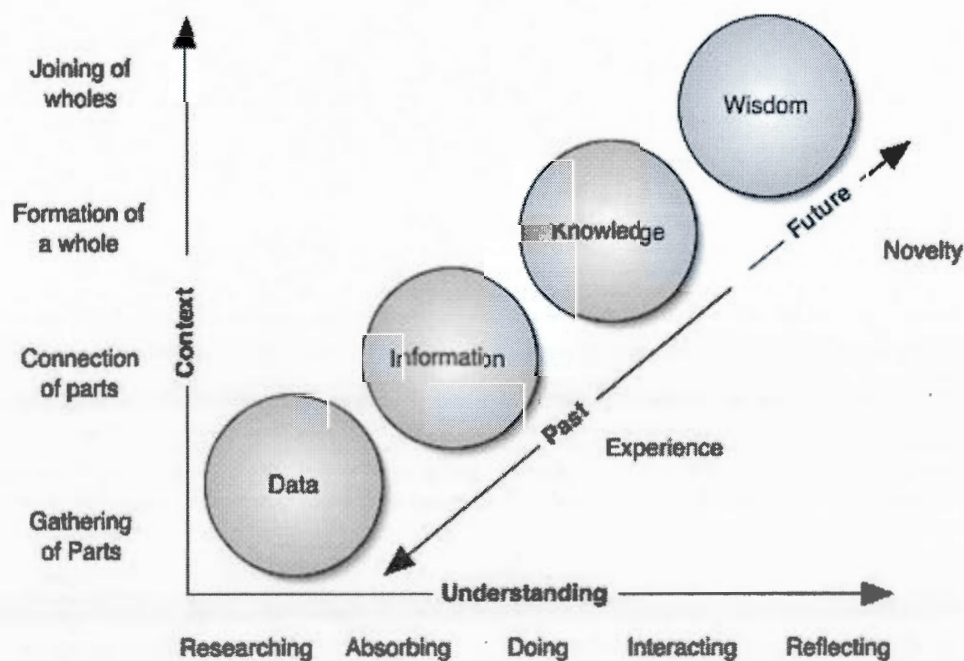 Joining of
wholes
Wisdom
Formation of
a whole
Knowledge
Future
Novelty
Context
Connection
of parts
Information
Past
Experience
Data
Gathering
of Parts
Understanding
Researching Absorbing Doing Interacting Reflecting